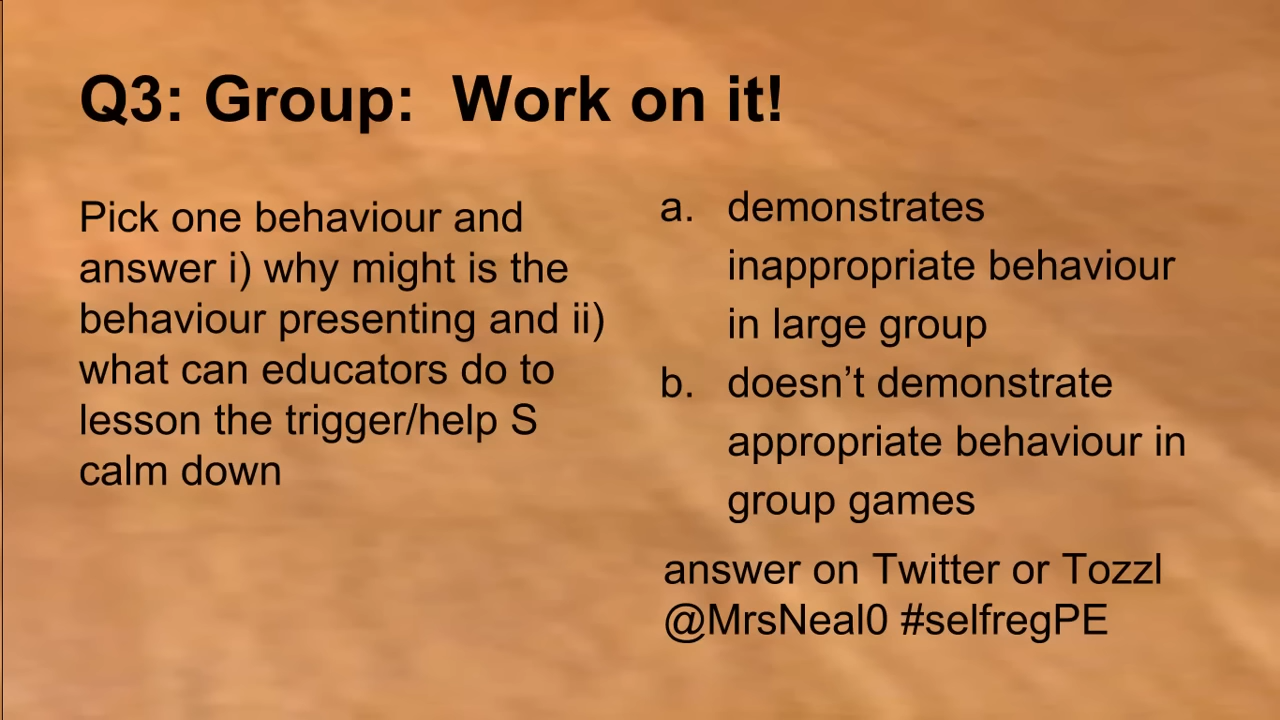 Q3: Group:  Work on it!
Pick one behaviour and
answer i) why might is the
behaviour presenting and ii)
what can educators do to
lesson the trigger/help S
calm down
a. demonstrates
inappropriate behaviour
in large group
b. doesn’t demonstrate
appropriate behaviour in
group games
answer on Twitter or Tozzl
@MrsNeal0 #selfregPE